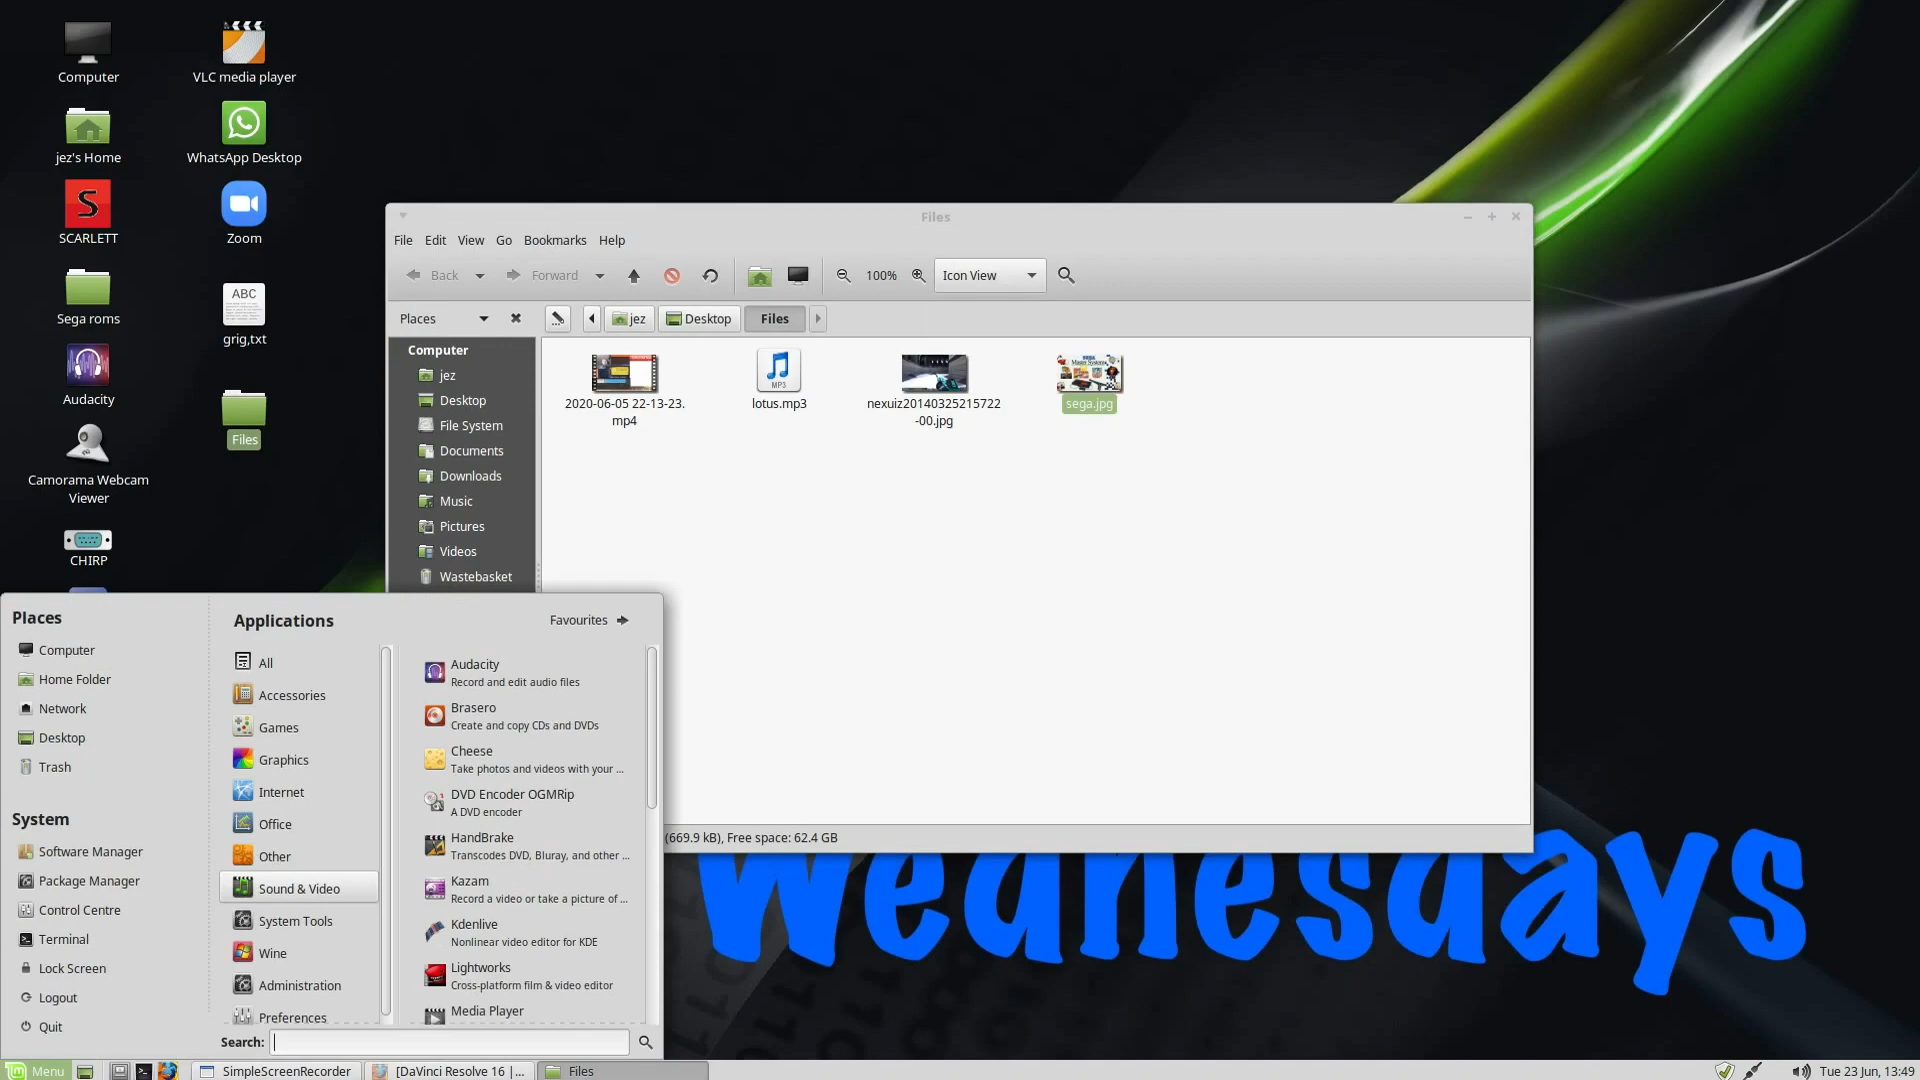 Computer
VLC media player
jez's Home
WhatsApp Desktop
S
SCARLETT
Zoom
Sega roms
ABC
grig,txt
Audacity
Files
Camorama Webcam
Viewer
CHIRP
Files
File Edit View Go Bookmarks Help
Back Forward 100% Icon View
Places jez Desktop Files
Computer
jez
Desktop
File System
Documents
Downloads
Music
Pictures
Videos
Wastebasket
2020-06-05 22-13-23.
mp4
MP3
lotus.mp3
nexuiz20140325215722
-00.jpg
sega.jpg
(669.9 kB), Free space: 62.4 GB
Wednesdays
Places
Computer
Home Folder
Network
Desktop
Trash
System
Software Manager
Package Manager
Control Centre
Terminal
Lock Screen
Logout
Quit
Applications
Favourites
All
Accessories
Games
Graphics
Internet
Office
Other
Sound & Video
System Tools
Wine
Administration
Preferences
Audacity
Record and edit audio files
Brasero
Create and copy CDs and DVDs
Cheese
Take photos and videos with your ...
DVD Encoder OGMRip
A DVD encoder
HandBrake
Transcodes DVD, Bluray, and other ...
Kazam
Record a video or take a picture of ...
Kdenlive
Nonlinear video editor for KDE
Lightworks
Cross-platform film & video editor
Media Player
Search:
Menu SimpleScreenRecorder [DaVinci Resolve 16 |... Files Tue 23 Jun, 13:49